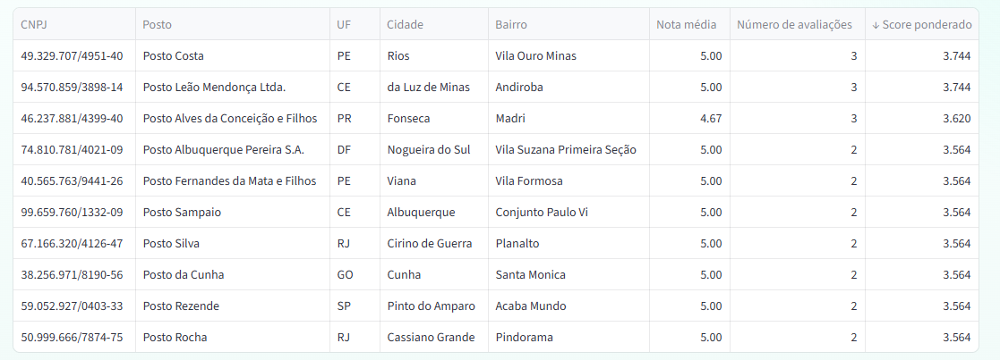 CNPJ Posto UF Cidade Bairro Nota média Número de avaliações ↓ Score ponderado
49.329.707/4951-40 Posto Costa PE Rios Vila Ouro Minas 5.00 3 3.744
94.570.859/3898-14 Posto Leão Mendonça Ltda. CE da Luz de Minas Andiroba 5.00 3 3.744
46.237.881/4399-40 Posto Alves da Conceição e Filhos PR Fonseca Madri 4.67 3 3.620
74.810.781/4021-09 Posto Albuquerque Pereira S.A. DF Nogueira do Sul Vila Suzana Primeira Seção 5.00 2 3.564
40.565.763/9441-26 Posto Fernandes da Mata e Filhos PE Viana Vila Formosa 5.00 2 3.564
99.659.760/1332-09 Posto Sampaio CE Albuquerque Conjunto Paulo Vi 5.00 2 3.564
67.166.320/4126-47 Posto Silva RJ Cirino de Guerra Planalto 5.00 2 3.564
38.256.971/8190-56 Posto da Cunha GO Cunha Santa Monica 5.00 2 3.564
59.052.927/0403-33 Posto Rezende SP Pinto do Amparo Acaba Mundo 5.00 2 3.564
50.999.666/7874-75 Posto Rocha RJ Cassiano Grande Pindorama 5.00 2 3.564